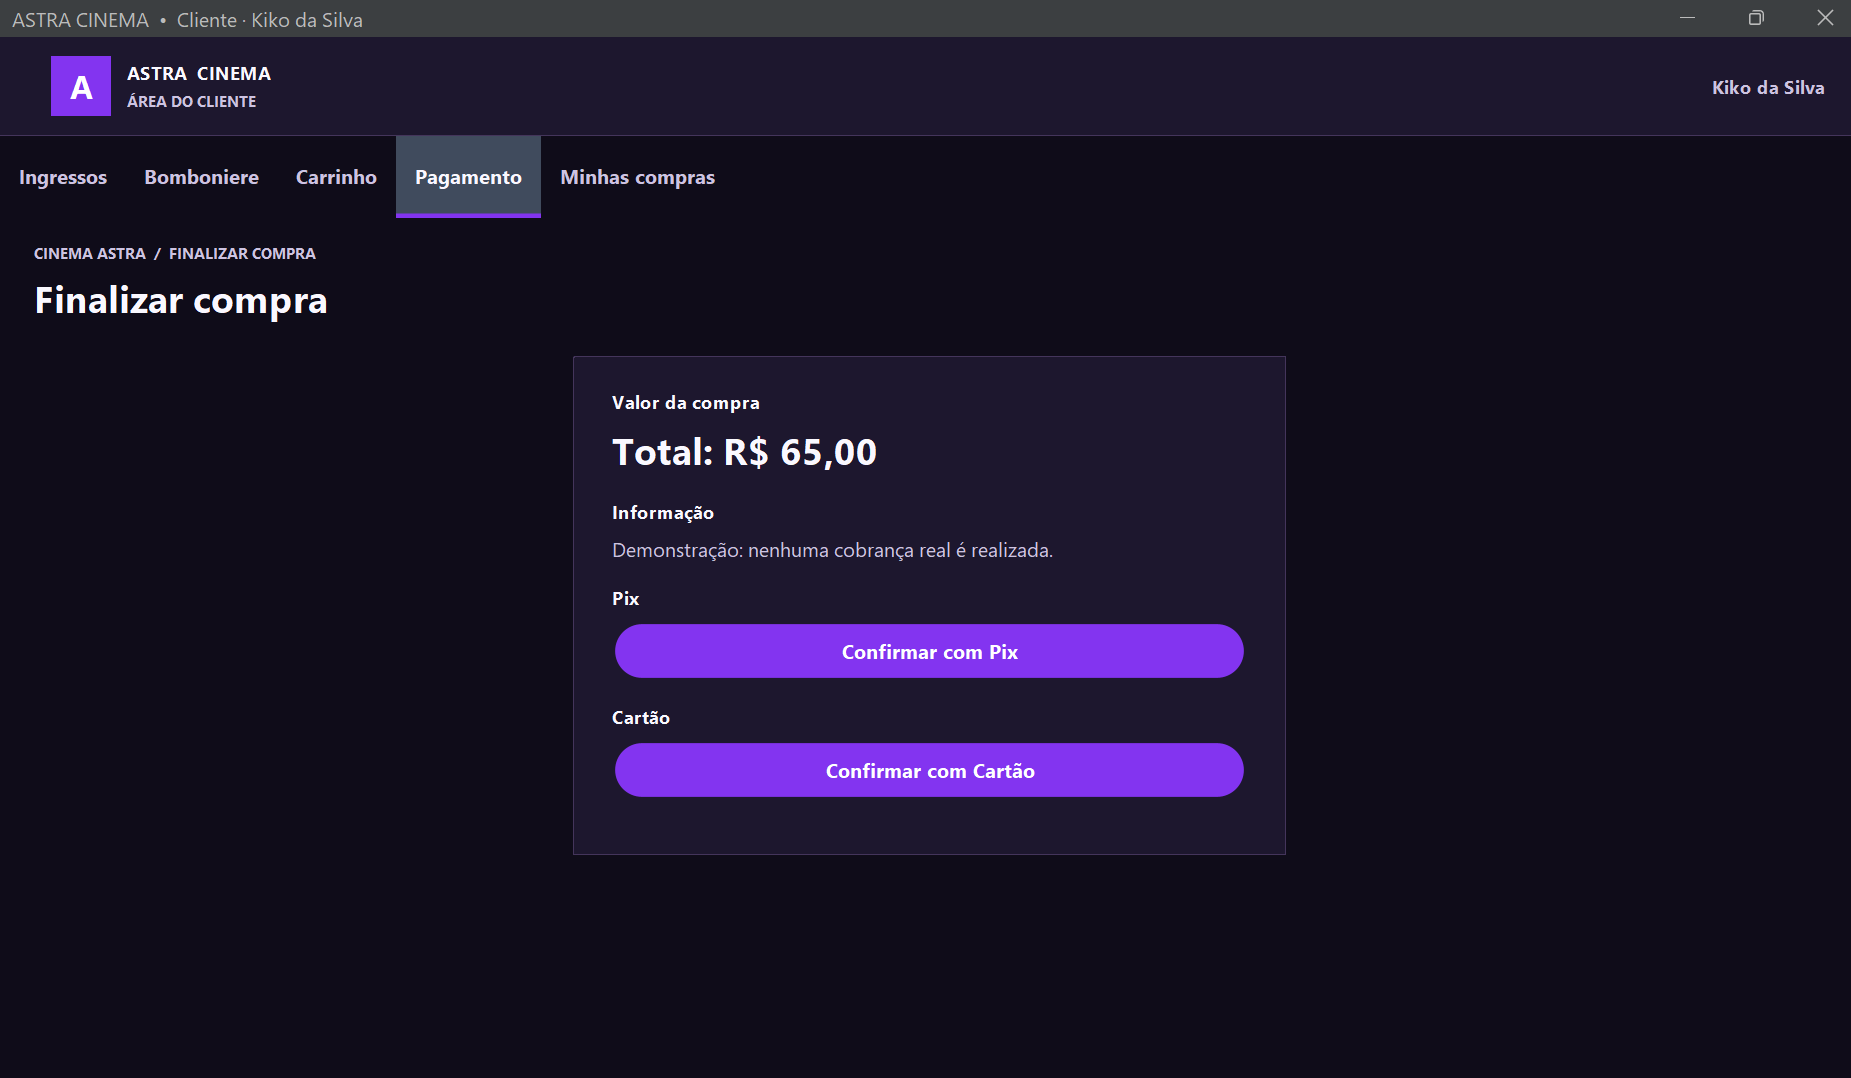 ASTRA CINEMA • Cliente · Kiko da Silva
A
ASTRA CINEMA
ÁREA DO CLIENTE
Kiko da Silva
Ingressos
Bomboniere
Carrinho
Pagamento
Minhas compras
CINEMA ASTRA / FINALIZAR COMPRA
Finalizar compra
Valor da compra
Total: R$ 65,00
Informação
Demonstração: nenhuma cobrança real é realizada.
Pix
Confirmar com Pix
Cartão
Confirmar com Cartão